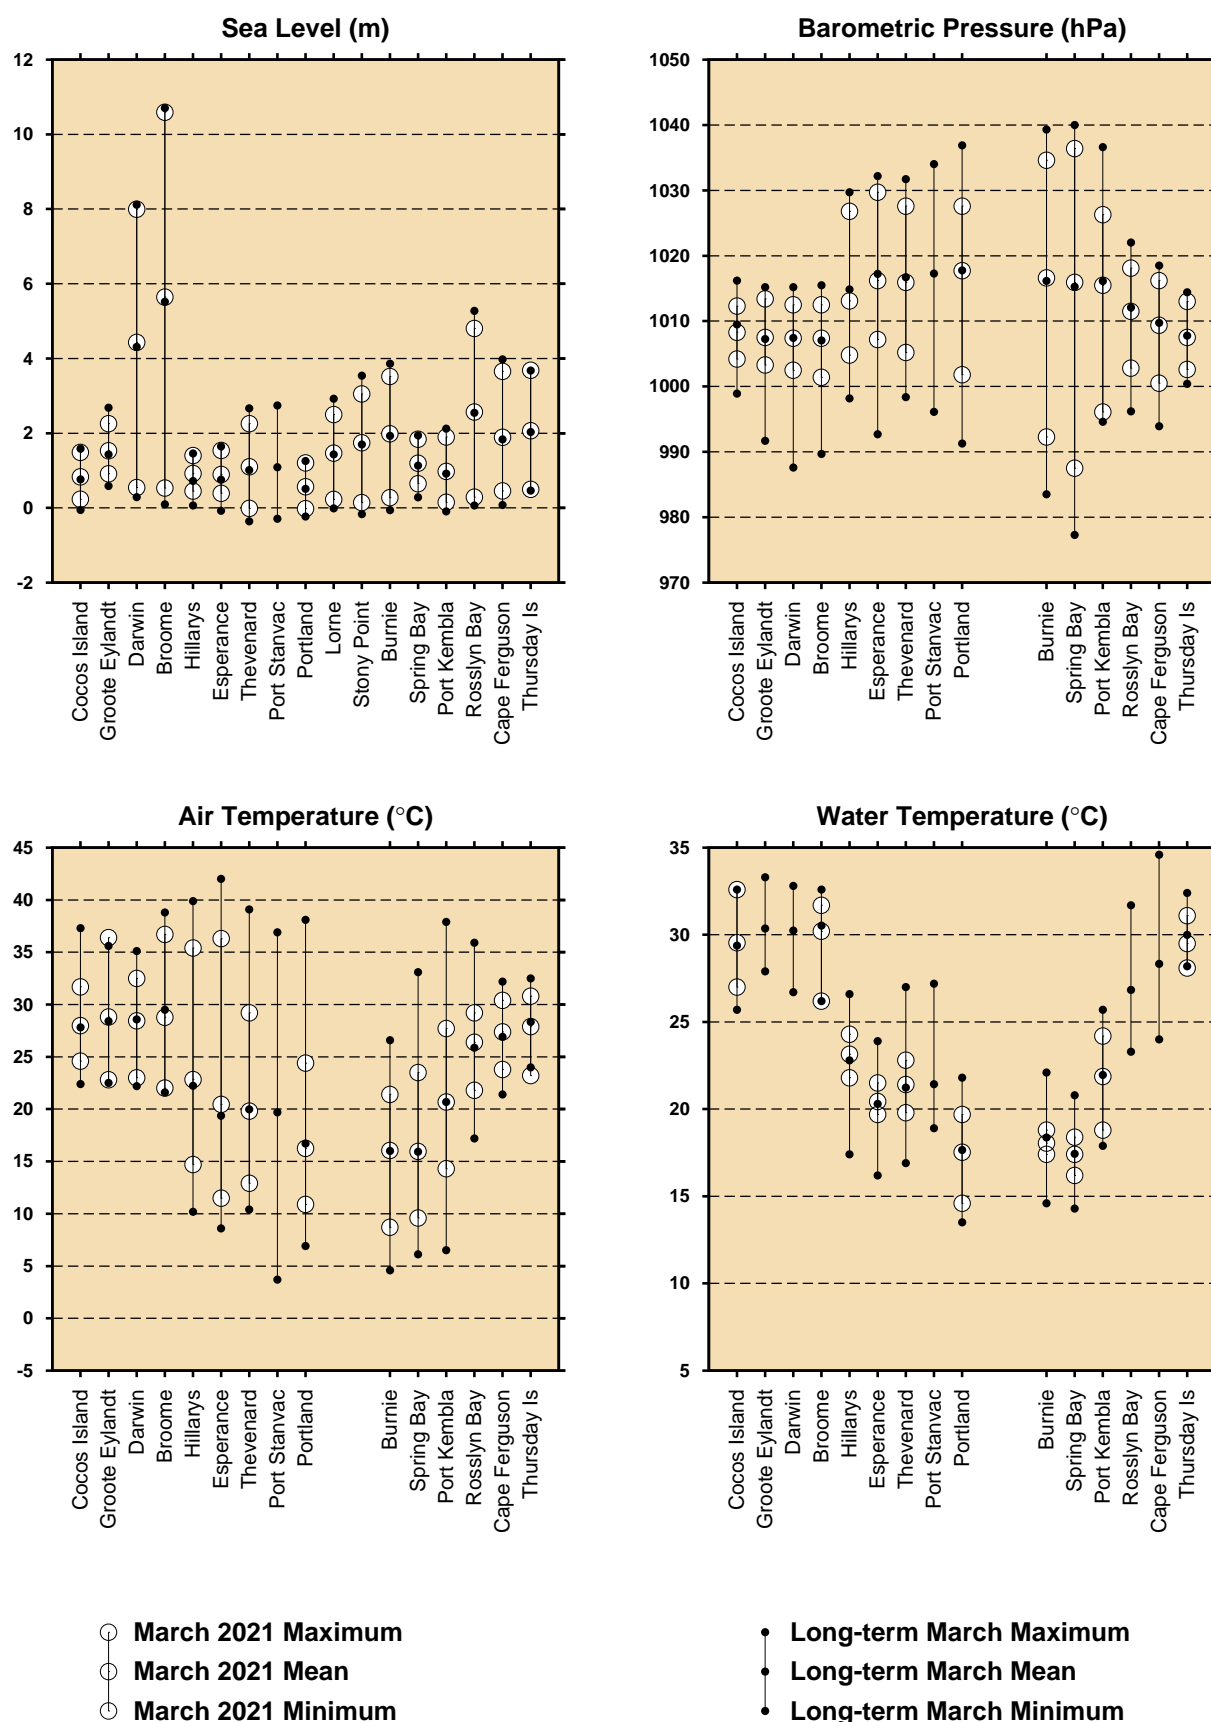 Sea Level (m)
12
10
8
6
4
2
0
-2
Cocos Island
Groote Eylandt
Darwin
Broome
Hillarys
Esperance
Thevenard
Port Stanvac
Portland
Lorne
Stony Point
Burnie
Spring Bay
Port Kembla
Rosslyn Bay
Cape Ferguson
Thursday Is
Barometric Pressure (hPa)
1050
1040
1030
1020
1010
1000
990
980
970
Cocos Island
Groote Eylandt
Darwin
Broome
Hillarys
Esperance
Thevenard
Port Stanvac
Portland
Burnie
Spring Bay
Port Kembla
Rosslyn Bay
Cape Ferguson
Thursday Is
Air Temperature (°C)
45
40
35
30
25
20
15
10
5
0
-5
Cocos Island
Groote Eylandt
Darwin
Broome
Hillarys
Esperance
Thevenard
Port Stanvac
Portland
Burnie
Spring Bay
Port Kembla
Rosslyn Bay
Cape Ferguson
Thursday Is
Water Temperature (°C)
35
30
25
20
15
10
5
Cocos Island
Groote Eylandt
Darwin
Broome
Hillarys
Esperance
Thevenard
Port Stanvac
Portland
Burnie
Spring Bay
Port Kembla
Rosslyn Bay
Cape Ferguson
Thursday Is
March 2021 Maximum
March 2021 Mean
March 2021 Minimum
Long-term March Maximum
Long-term March Mean
Long-term March Minimum